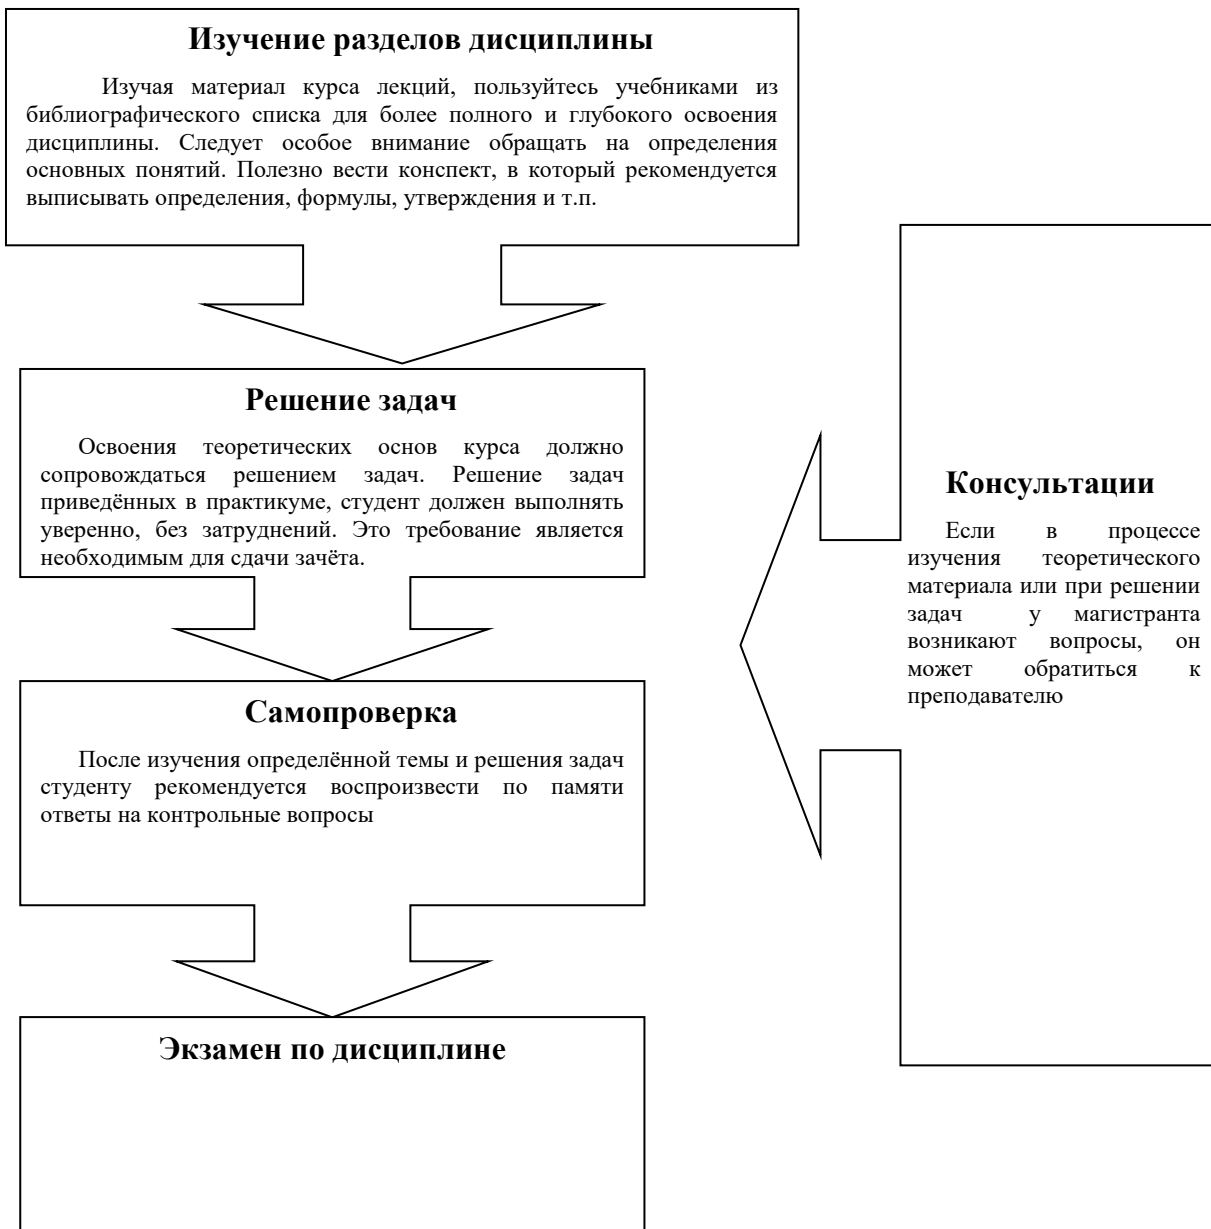 Изучение разделов дисциплины
Изучая материал курса лекций, пользуйтесь учебниками из
библиографического списка для более полного и глубокого освоения
дисциплины. Следует особое внимание обращать на определения
основных понятий. Полезно вести конспект, в который рекомендуется
выписывать определения, формулы, утверждения и т.п.
Решение задач
Освоения теоретических основ курса должно
сопровождаться решением задач. Решение задач
приведённых в практикуме, студент должен выполнять
уверенно, без затруднений. Это требование является
необходимым для сдачи зачёта.
Самопроверка
После изучения определённой темы и решения задач
студенту рекомендуется воспроизвести по памяти
ответы на контрольные вопросы
Экзамен по дисциплине
Консультации
Если в процессе
изучения теоретического
материала или при решении
задач у магистранта
возникают вопросы, он
может обратиться к
преподавателю